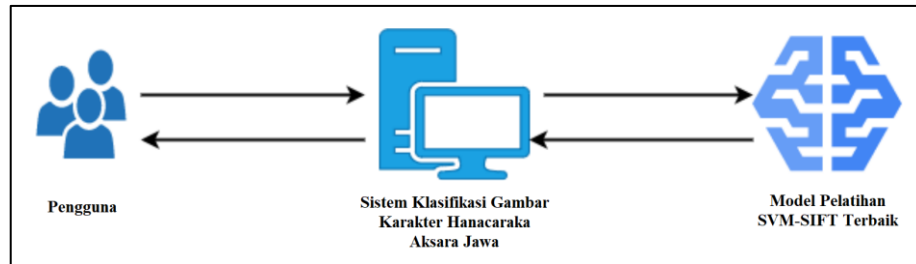 Pengguna
Sistem Klasifikasi Gambar
Karakter Hanacaraka
Aksara Jawa
Model Pelatihan
SVM-SIFT Terbaik